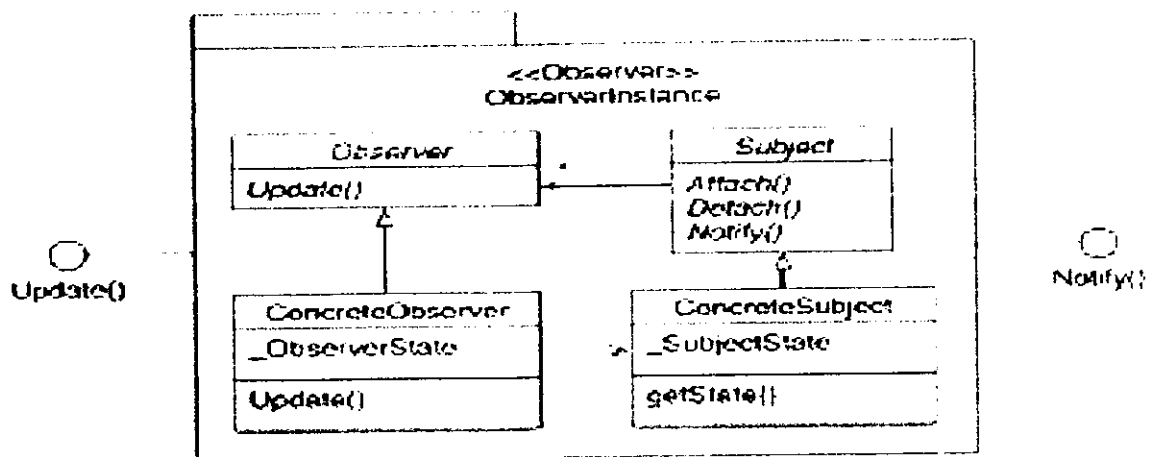 <<Observer>>
ObserverInstance
Observer
Update()
*
Subject
Attach()
Detach()
Notify()
Update()
Notify()
ConcreteObserver
_ObserverState
Update()
ConcreteSubject
_SubjectState
getState()